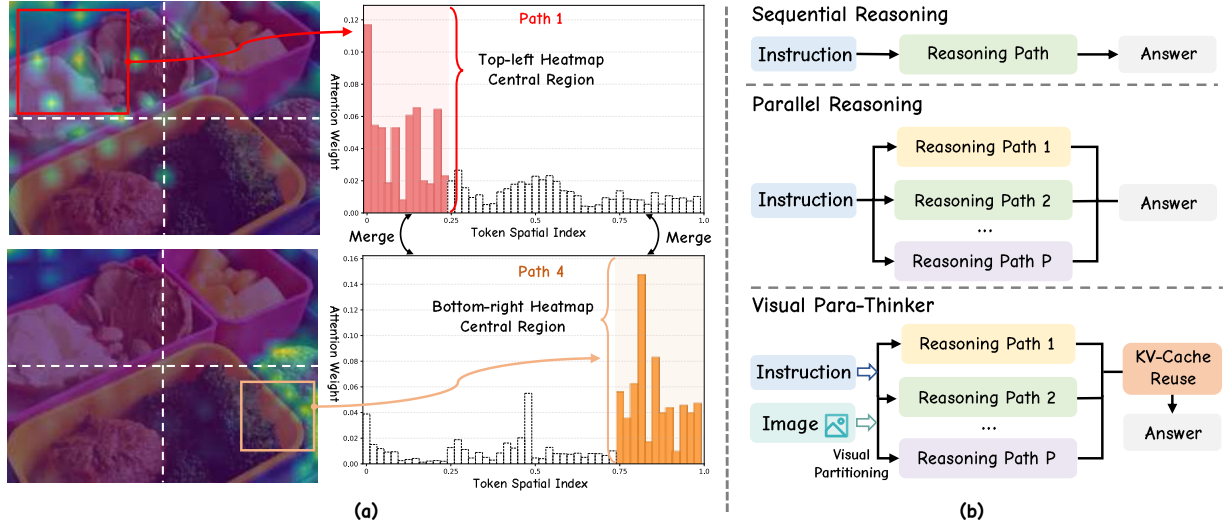 Path 1
Top-left Heatmap
Central Region
Attention Weight
0.12
0.10
0.08
0.06
0.04
0.02
0.00
0
0.25
0.5
0.75
1.0
Token Spatial Index
Merge
Merge
Path 4
Bottom-right Heatmap
Central Region
Attention Weight
0.16
0.14
0.12
0.10
0.08
0.06
0.04
0.02
0.00
0
0.25
0.5
0.75
1.0
Token Spatial Index
(a)
Sequential Reasoning
Instruction
Reasoning Path
Answer
Parallel Reasoning
Instruction
Reasoning Path 1
Reasoning Path 2
...
Reasoning Path P
Answer
Visual Para-Thinker
Instruction
Image
Visual
Partitioning
Reasoning Path 1
Reasoning Path 2
...
Reasoning Path P
KV-Cache
Reuse
Answer
(b)